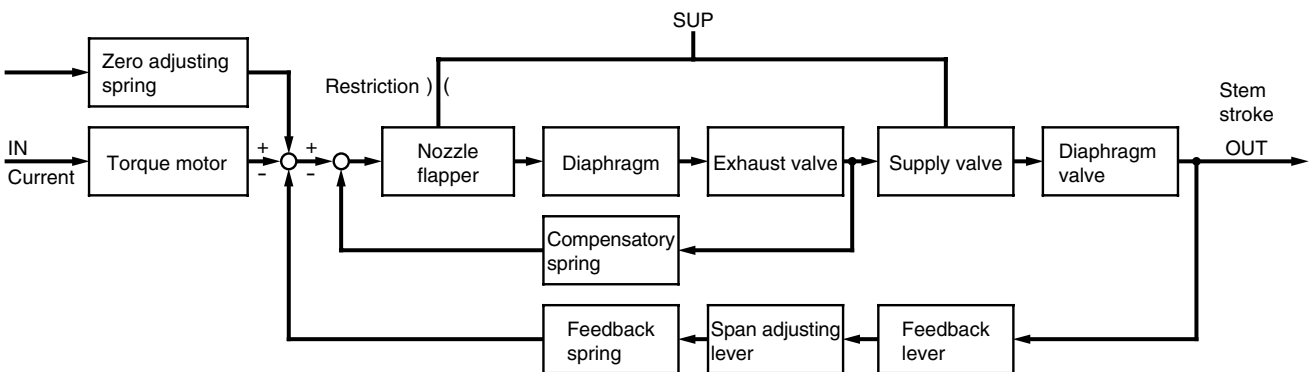 SUP
Zero adjusting
spring
Restriction ) (
Stem
stroke
IN
Current
Torque motor
+
-
+
-
Nozzle
flapper
Diaphragm
Exhaust valve
Supply valve
Diaphragm
valve
OUT
Compensatory
spring
Feedback
spring
Span adjusting
lever
Feedback
lever